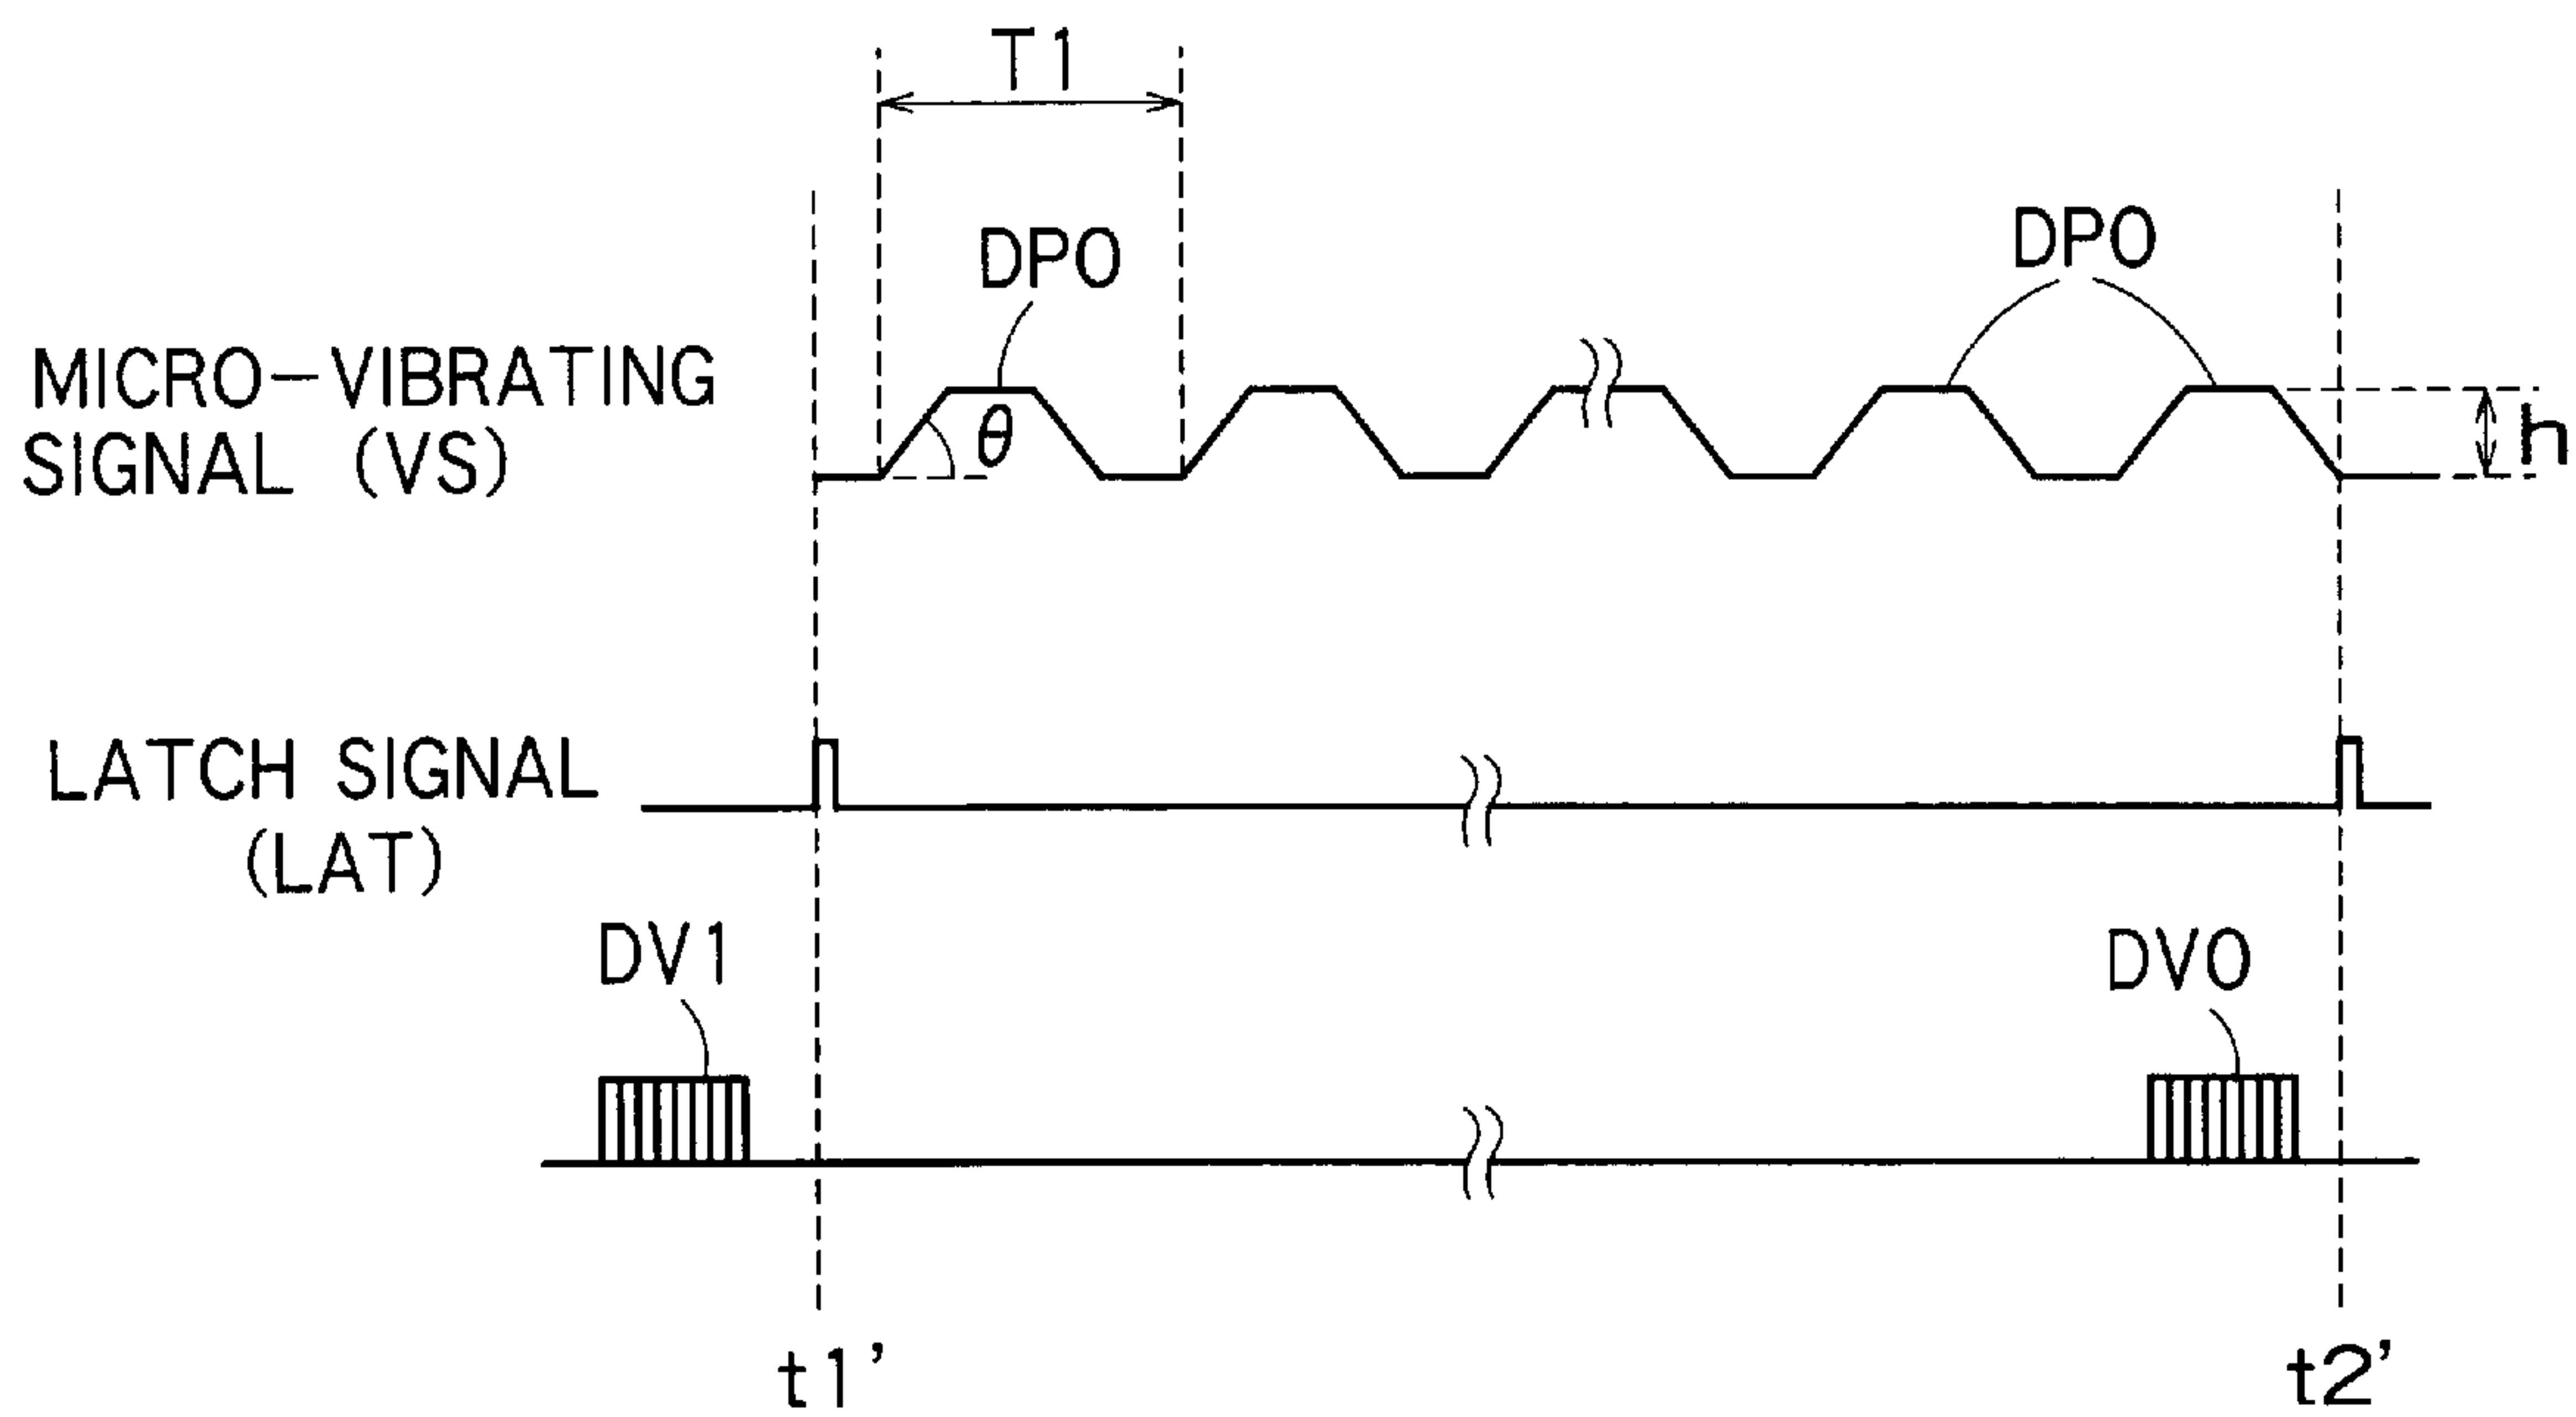 T1
DP0
DP0
MICRO-VIBRATING
SIGNAL (VS)
θ
h
LATCH SIGNAL
(LAT)
DV1
DV0
t1'
t2'